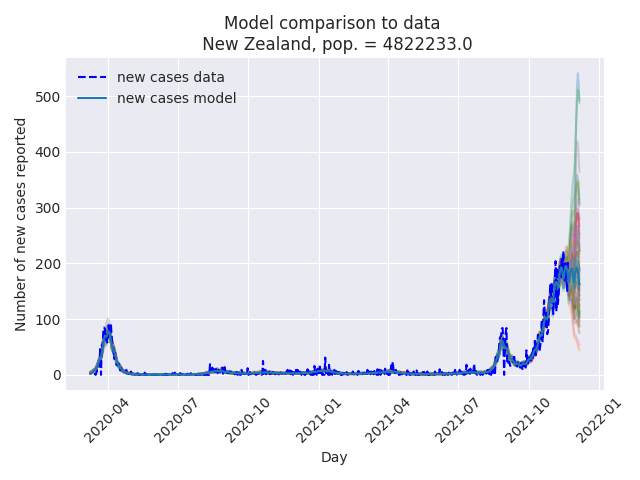 Model comparison to data
New Zealand, pop. = 4822233.0
new cases data
new cases model
Number of new cases reported
500
400
300
200
100
0
2020-04
2020-07
2020-10
2021-01
2021-04
2021-07
2021-10
2022-01
Day